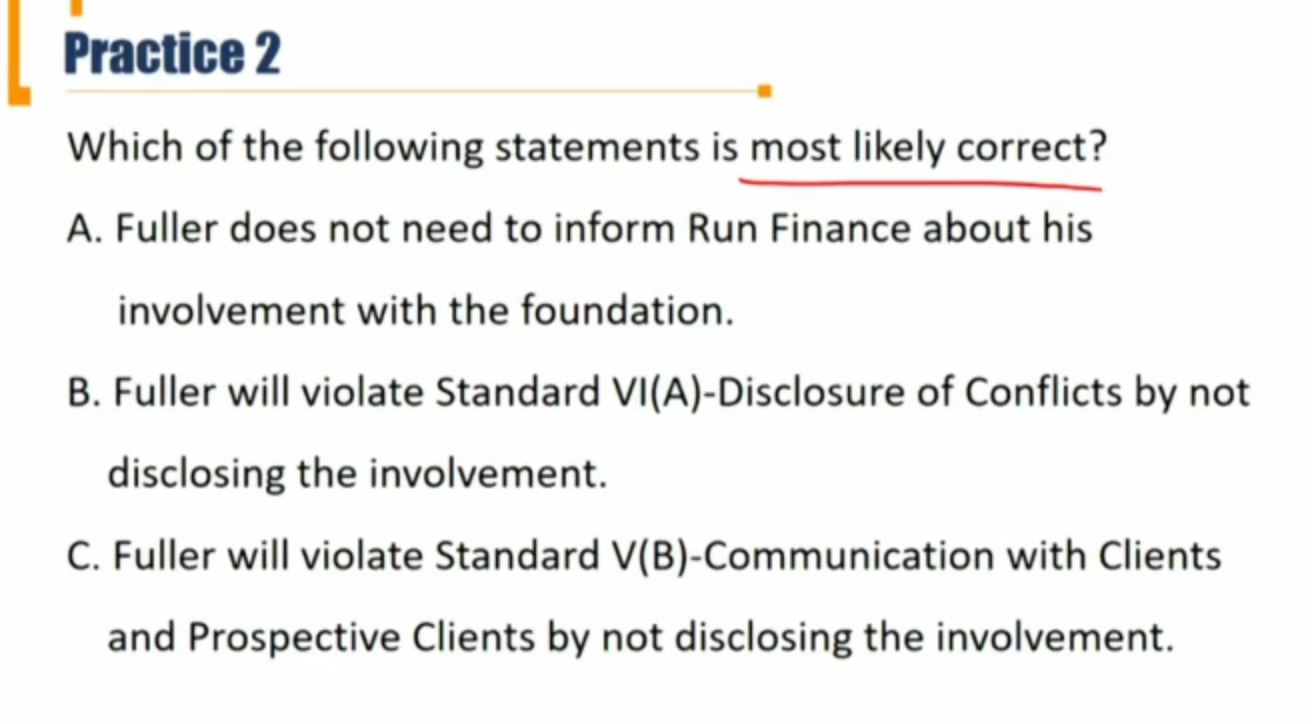 Practice 2
Which of the following statements is most likely correct?
A. Fuller does not need to inform Run Finance about his
involvement with the foundation.
B. Fuller will violate Standard VI(A)-Disclosure of Conflicts by not
disclosing the involvement.
C. Fuller will violate Standard V(B)-Communication with Clients
and Prospective Clients by not disclosing the involvement.